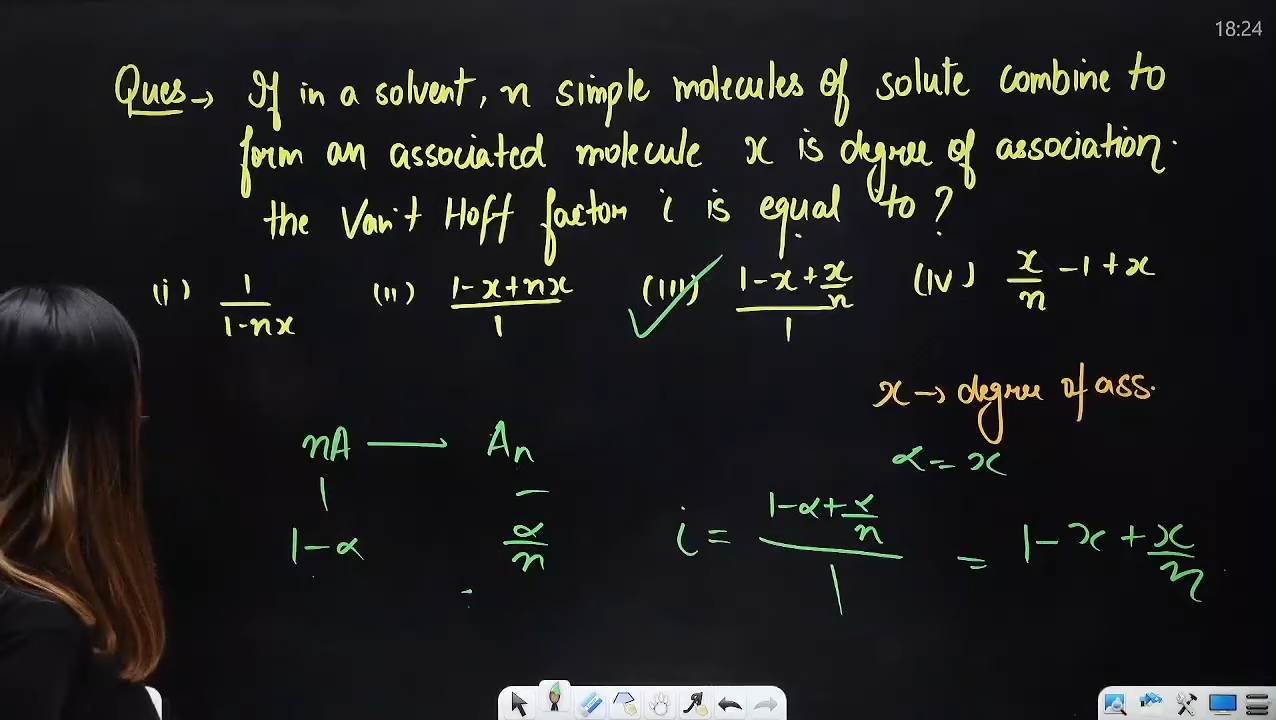 18:24
Ques → If in a solvent, n simple molecules of solute combine to
form an associated molecule x is degree of association.
the Van't Hoff factor i is equal to ?
(i) 1/1-nx (ii) 1-x+nx/1 (iii) 1-x+x/n/1 (iv) x/n -1+x
x → degree of ass.
nA → An
α = x
1 –
1-α α/n
i = 1-α+α/n/1 = 1-x+x/n